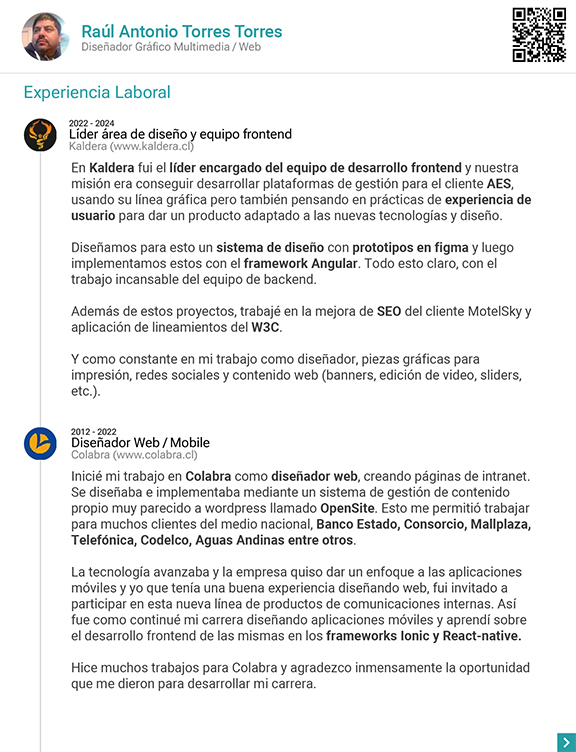 Raúl Antonio Torres Torres
Diseñador Gráfico Multimedia / Web
Experiencia Laboral
2022 - 2024
Líder área de diseño y equipo frontend
Kaldera (www.kaldera.cl)
En Kaldera fui el líder encargado del equipo de desarrollo frontend y nuestra
misión era conseguir desarrollar plataformas de gestión para el cliente AES,
usando su línea gráfica pero también pensando en prácticas de experiencia de
usuario para dar un producto adaptado a las nuevas tecnologías y diseño.
Diseñamos para esto un sistema de diseño con prototipos en figma y luego
implementamos estos con el framework Angular. Todo esto claro, con el
trabajo incansable del equipo de backend.
Además de estos proyectos, trabajé en la mejora de SEO del cliente MotelSky y
aplicación de lineamientos del W3C.
Y como constante en mi trabajo como diseñador, piezas gráficas para
impresión, redes sociales y contenido web (banners, edición de video, sliders,
etc.).
2012 - 2022
Diseñador Web / Mobile
Colabra (www.colabra.cl)
Inicié mi trabajo en Colabra como diseñador web, creando páginas de intranet.
Se diseñaba e implementaba mediante un sistema de gestión de contenido
propio muy parecido a wordpress llamado OpenSite. Esto me permitió trabajar
para muchos clientes del medio nacional, Banco Estado, Consorcio, Mallplaza,
Telefónica, Codelco, Aguas Andinas entre otros.
La tecnología avanzaba y la empresa quiso dar un enfoque a las aplicaciones
móviles y yo que tenía una buena experiencia diseñando web, fui invitado a
participar en esta nueva línea de productos de comunicaciones internas. Así
fue como continué mi carrera diseñando aplicaciones móviles y aprendí sobre
el desarrollo frontend de las mismas en los frameworks Ionic y React-native.
Hice muchos trabajos para Colabra y agradezco inmensamente la oportunidad
que me dieron para desarrollar mi carrera.